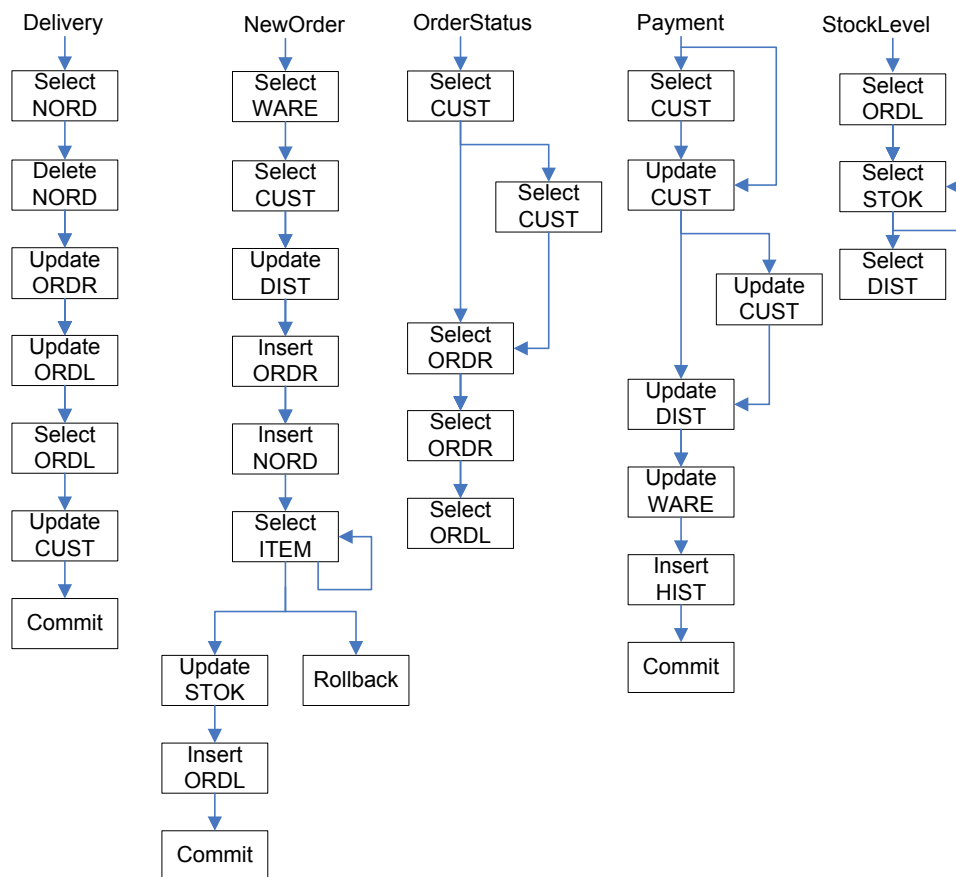 Delivery
Select
NORD
Delete
NORD
Update
ORDR
Update
ORDL
Select
ORDL
Update
CUST
Commit
NewOrder
Select
WARE
Select
CUST
Update
DIST
Insert
ORDR
Insert
NORD
Select
ITEM
Update
STOK
Insert
ORDL
Commit
Rollback
OrderStatus
Select
CUST
Select
CUST
Select
ORDR
Select
ORDR
Select
ORDL
Payment
Select
CUST
Update
CUST
Update
CUST
Update
DIST
Update
WARE
Insert
HIST
Commit
StockLevel
Select
ORDL
Select
STOK
Select
DIST